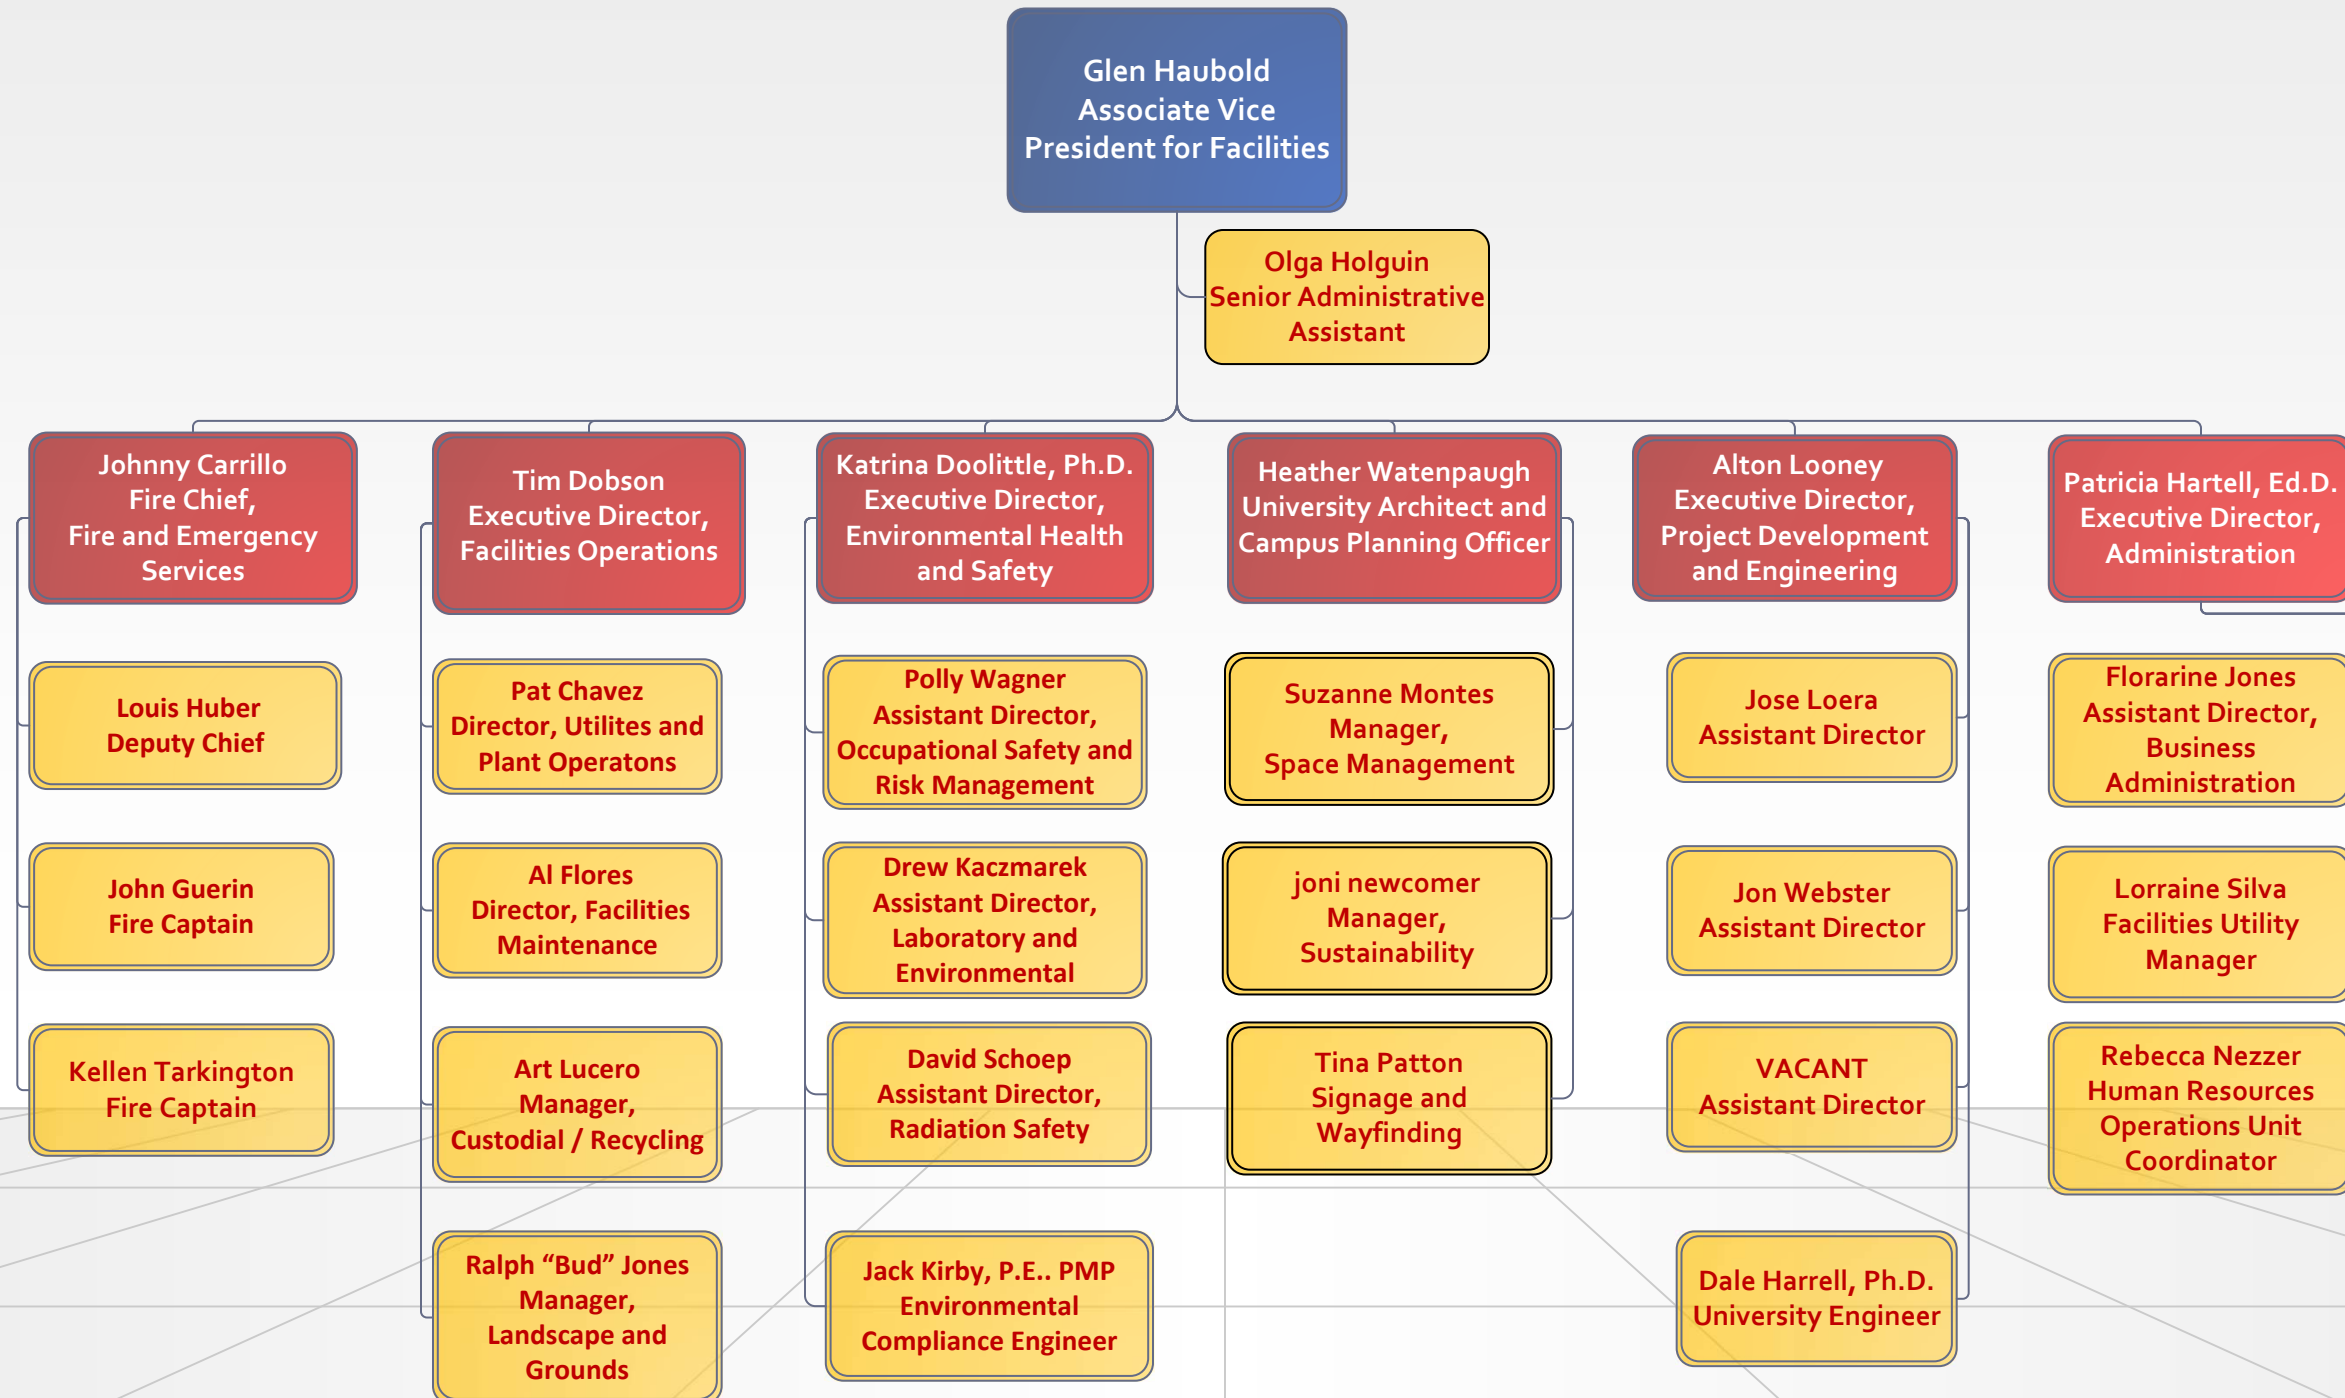 Glen Haubold
Associate Vice
President for Facilities
Olga Holguin
Senior Administrative
Assistant
Johnny Carrillo
Fire Chief,
Fire and Emergency
Services
Tim Dobson
Executive Director,
Facilities Operations
Katrina Doolittle, Ph.D.
Executive Director,
Environmental Health
and Safety
Heather Watenpaugh
University Architect and
Campus Planning Officer
Alton Looney
Executive Director,
Project Development
and Engineering
Patricia Hartell, Ed.D.
Executive Director,
Administration
Louis Huber
Deputy Chief
Pat Chavez
Director, Utilites and
Plant Operatons
Polly Wagner
Assistant Director,
Occupational Safety and
Risk Management
Suzanne Montes
Manager,
Space Management
Jose Loera
Assistant Director
Florarine Jones
Assistant Director,
Business
Administration
John Guerin
Fire Captain
Al Flores
Director, Facilities
Maintenance
Drew Kaczmarek
Assistant Director,
Laboratory and
Environmental
joni newcomer
Manager,
Sustainability
Jon Webster
Assistant Director
Lorraine Silva
Facilities Utility
Manager
Kellen Tarkington
Fire Captain
Art Lucero
Manager,
Custodial / Recycling
David Schoep
Assistant Director,
Radiation Safety
Tina Patton
Signage and
Wayfinding
VACANT
Assistant Director
Rebecca Nezzer
Human Resources
Operations Unit
Coordinator
Ralph “Bud” Jones
Manager,
Landscape and
Grounds
Jack Kirby, P.E.. PMP
Environmental
Compliance Engineer
Dale Harrell, Ph.D.
University Engineer